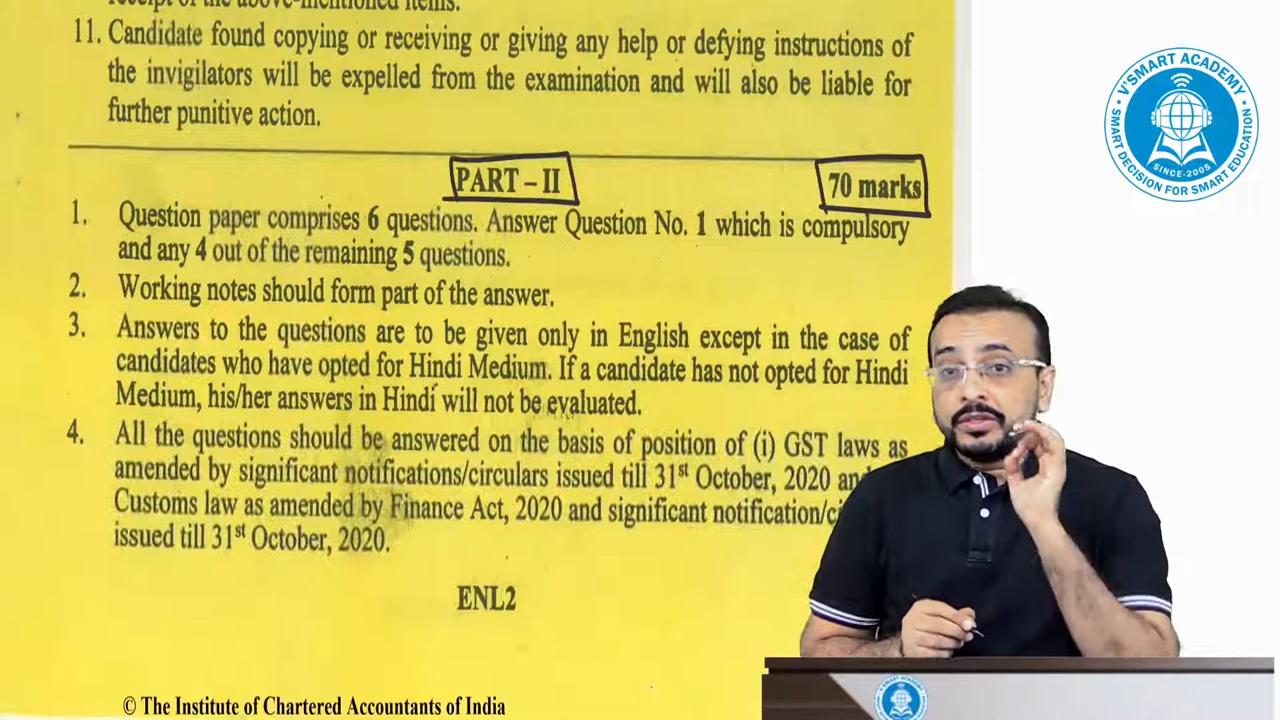 receipt of the above-mentioned items.
11. Candidate found copying or receiving or giving any help or defying instructions of
the invigilators will be expelled from the examination and will also be liable for
further punitive action.
PART – II
70 marks
1. Question paper comprises 6 questions. Answer Question No. 1 which is compulsory
and any 4 out of the remaining 5 questions.
2. Working notes should form part of the answer.
3. Answers to the questions are to be given only in English except in the case of
candidates who have opted for Hindi Medium. If a candidate has not opted for Hindi
Medium, his/her answers in Hindi will not be evaluated.
4. All the questions should be answered on the basis of position of (i) GST laws as
amended by significant notifications/circulars issued till 31st October, 2020
Customs law as amended by Finance Act, 2020 and significant
issued till 31st October, 2020.
ENL2
© The Institute of Chartered Accountants of India
V'SMART ACADEMY
SMART DECISION FOR SMART EDUCATION
SINCE-2005